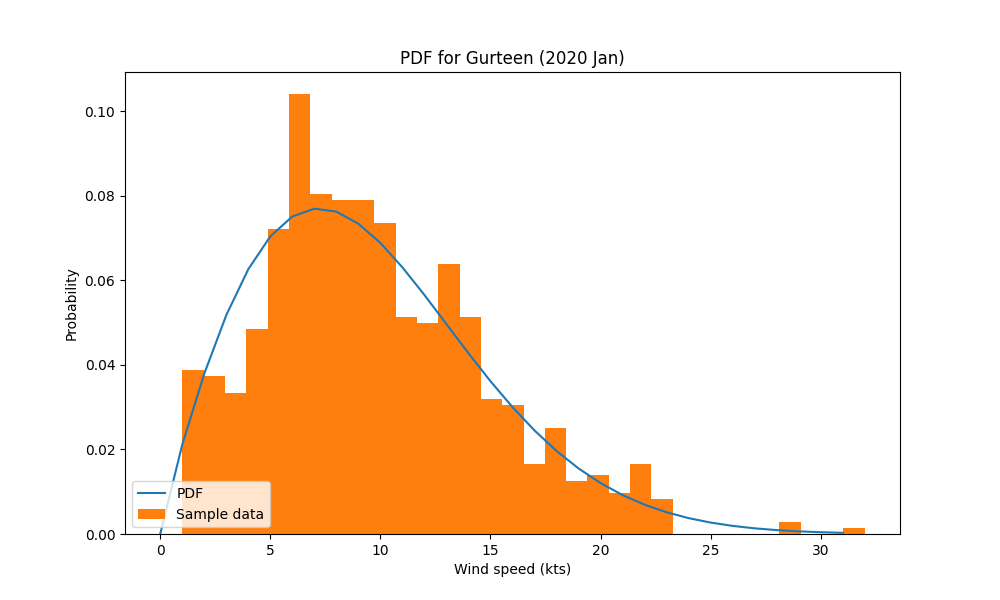 PDF for Gurteen (2020 Jan)
0.10
0.08
0.06
0.04
0.02
0.00
Probability
PDF
Sample data
0 5 10 15 20 25 30
Wind speed (kts)